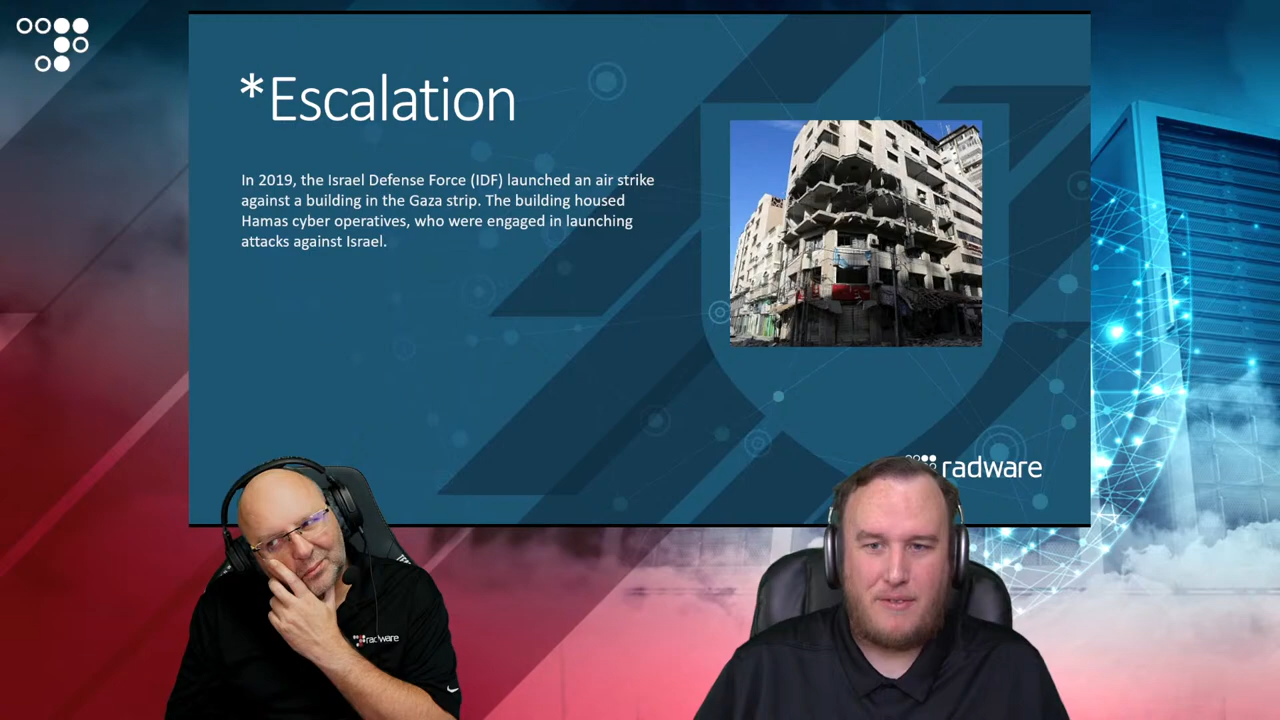 *Escalation
In 2019, the Israel Defense Force (IDF) launched an air strike
against a building in the Gaza strip. The building housed
Hamas cyber operatives, who were engaged in launching
attacks against Israel.
radware
radware